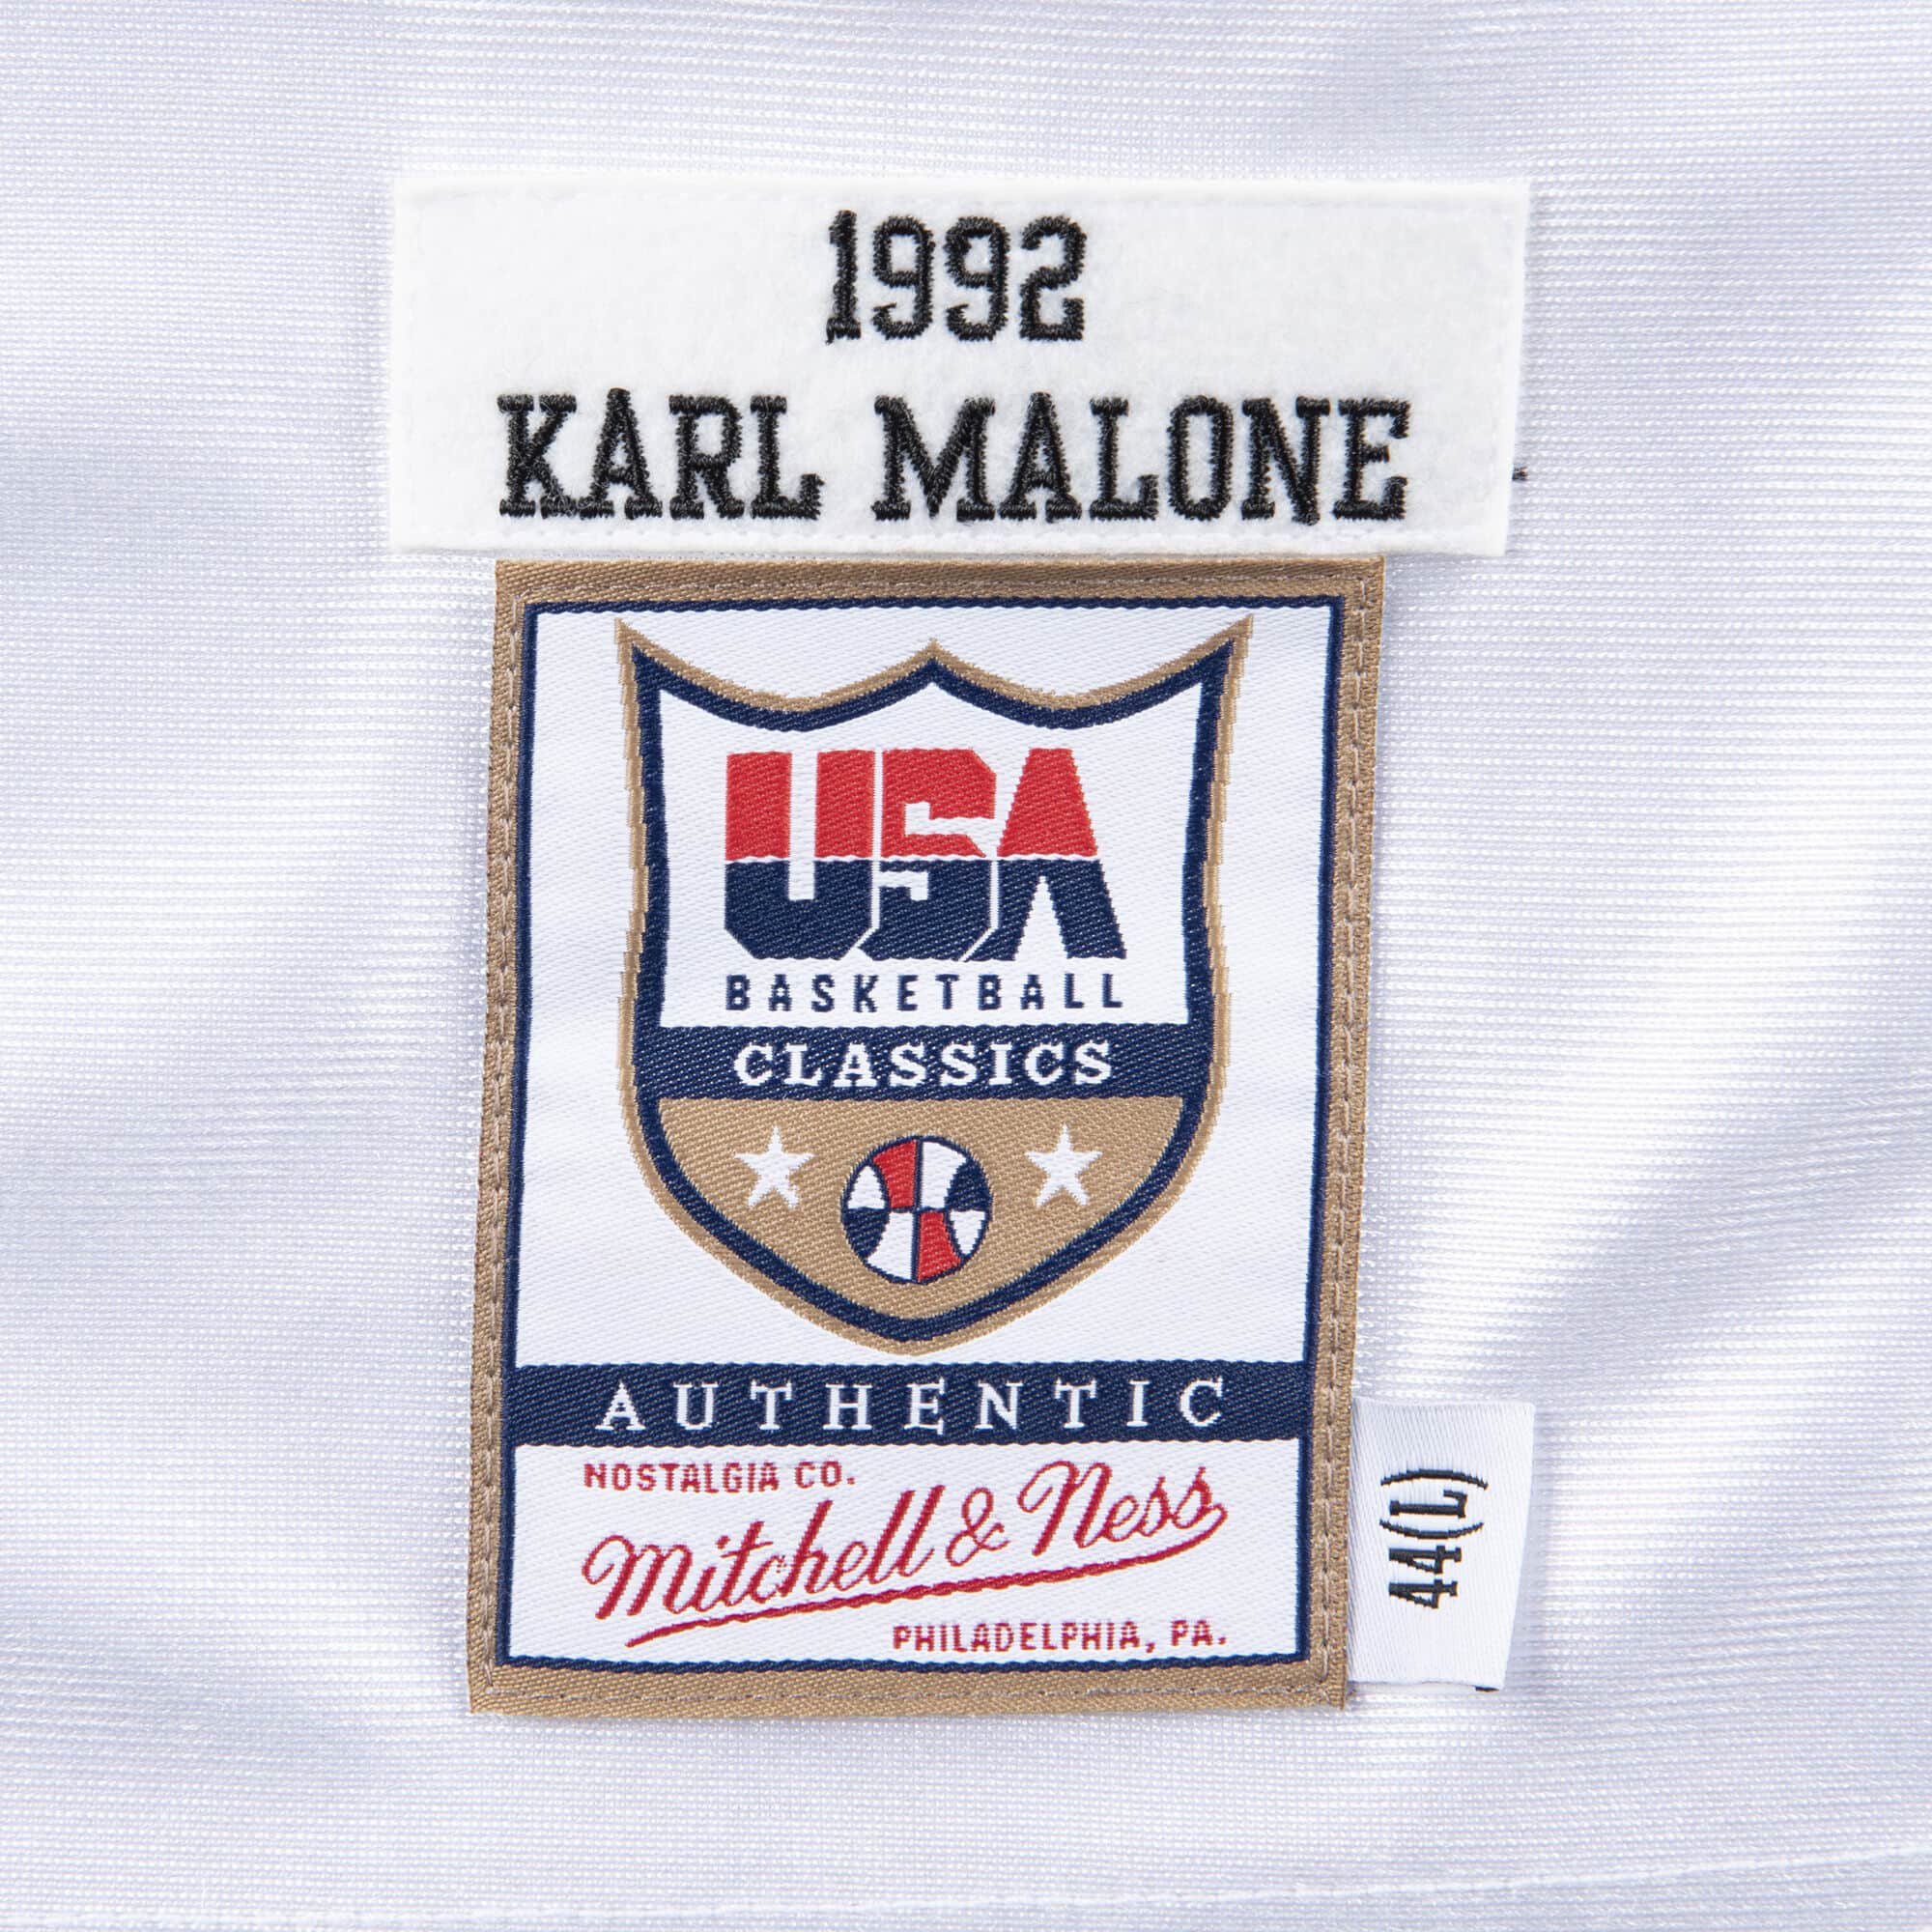 1992
KARL MALONE
USA
BASKETBALL
CLASSICS
AUTHENTIC
NOSTALGIA CO.
Mitchell & Ness
PHILADELPHIA, PA.
44(L)